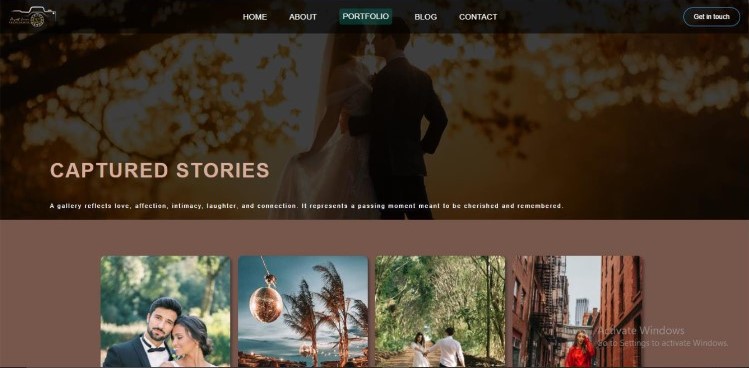 HOME ABOUT PORTFOLIO BLOG CONTACT Get in touch
CAPTURED STORIES
A gallery reflects love, affection, intimacy, laughter, and connection. It represents a passing moment meant to be cherished and remembered.
Activate Windows
Go to Settings to activate Windows.